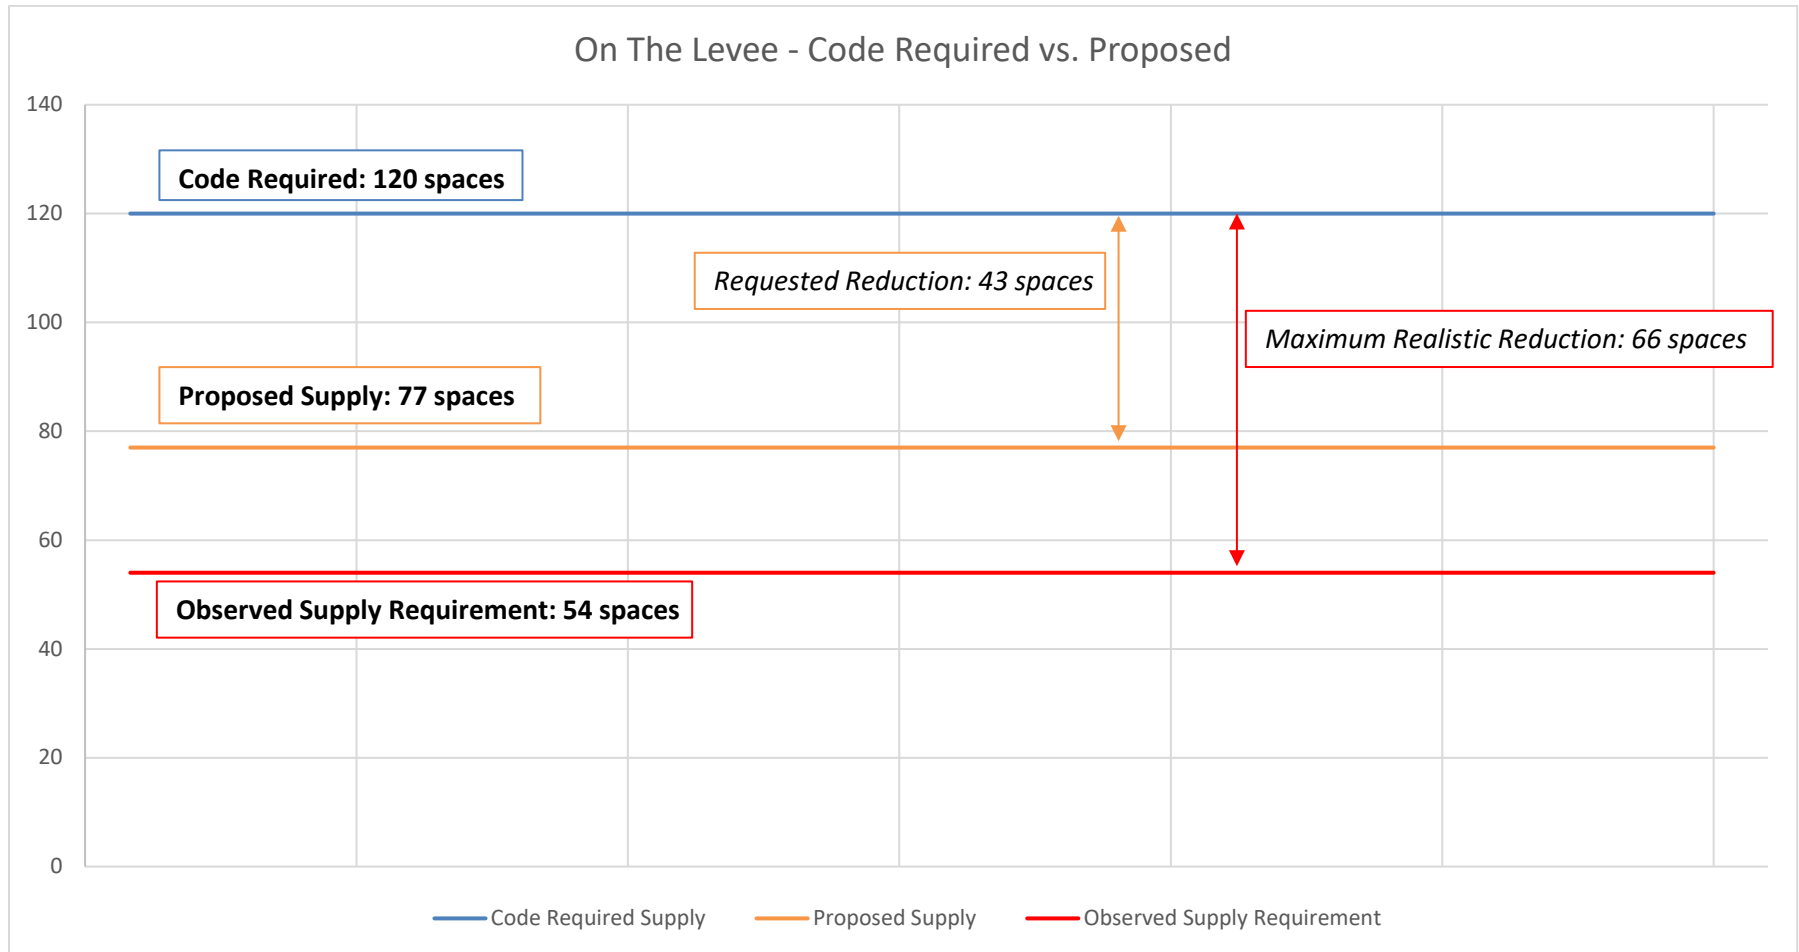 On The Levee - Code Required vs. Proposed
140
Code Required: 120 spaces
120
Requested Reduction: 43 spaces
100
Maximum Realistic Reduction: 66 spaces
Proposed Supply: 77 spaces
80
60
Observed Supply Requirement: 54 spaces
40
20
0
Code Required Supply
Proposed Supply
Observed Supply Requirement